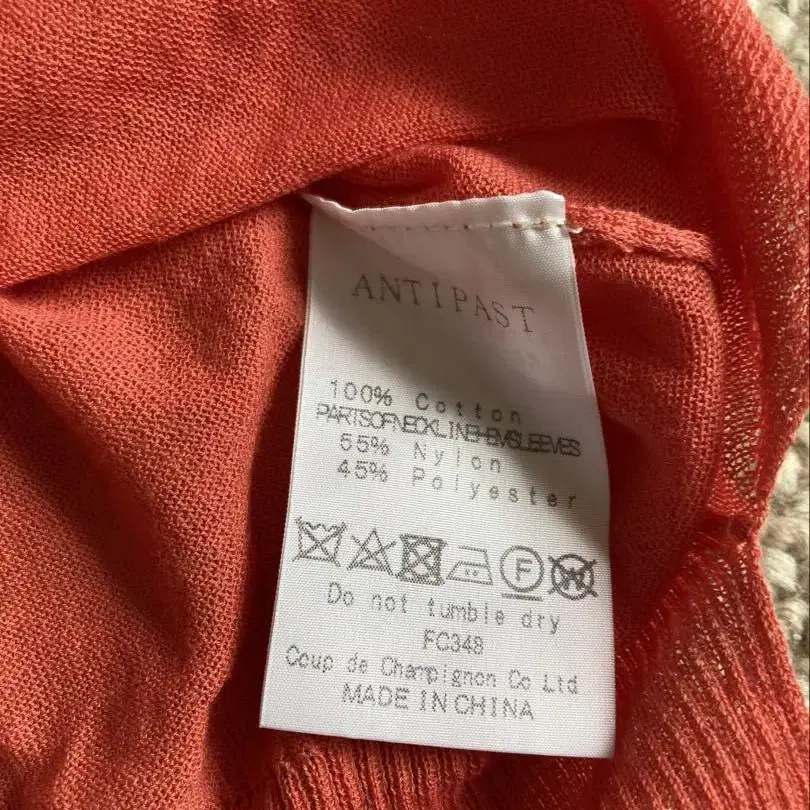 ANTIPAST
100% Cotton
PARTSOFNECKLINEHEMSLEEVES
55% Nylon
45% Polyester
F W
Do not tumble dry
FC348
Coup de Champignon Co Ltd
MADE IN CHINA